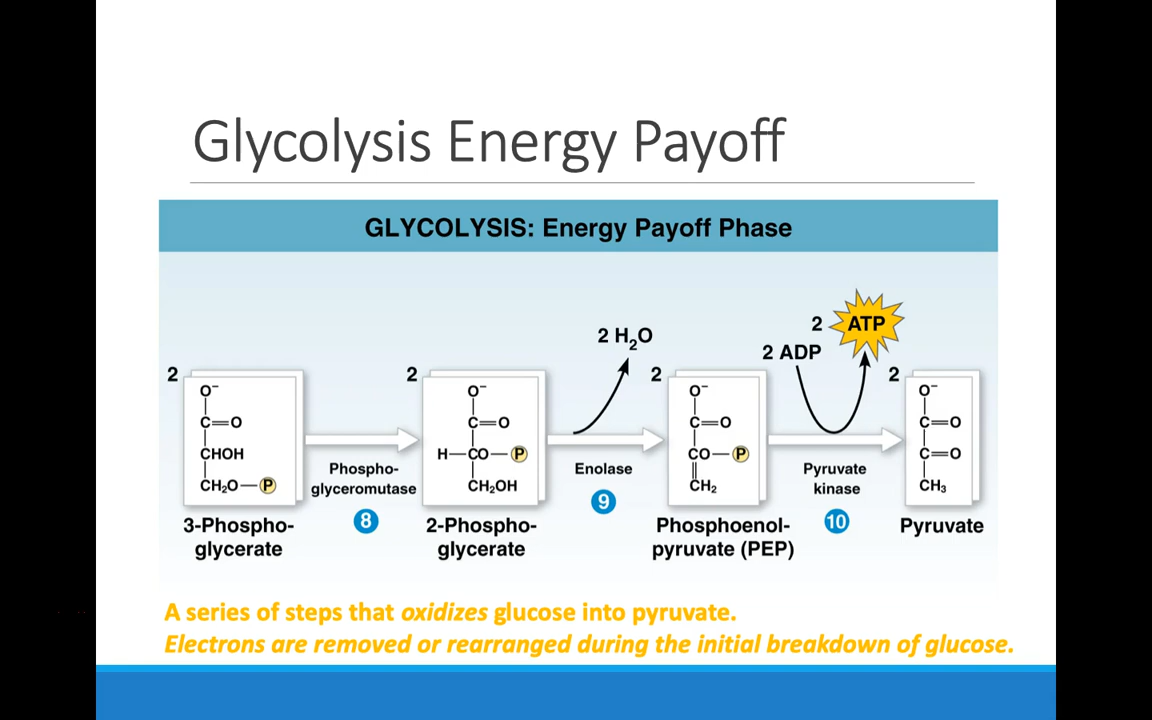 Glycolysis Energy Payoff
GLYCOLYSIS: Energy Payoff Phase
2 H₂O
2 ATP
2 ADP
2
O⁻
C=O
CHOH
CH₂O—P
3-Phospho-
glycerate
Phospho-
glyceromutase
8
2
O⁻
C=O
H—CO—P
CH₂OH
2-Phospho-
glycerate
Enolase
9
2
O⁻
C=O
CO—P
CH₂
Phosphoenol-
pyruvate (PEP)
Pyruvate
kinase
10
2
O⁻
C=O
C=O
CH₃
Pyruvate
A series of steps that oxidizes glucose into pyruvate.
Electrons are removed or rearranged during the initial breakdown of glucose.